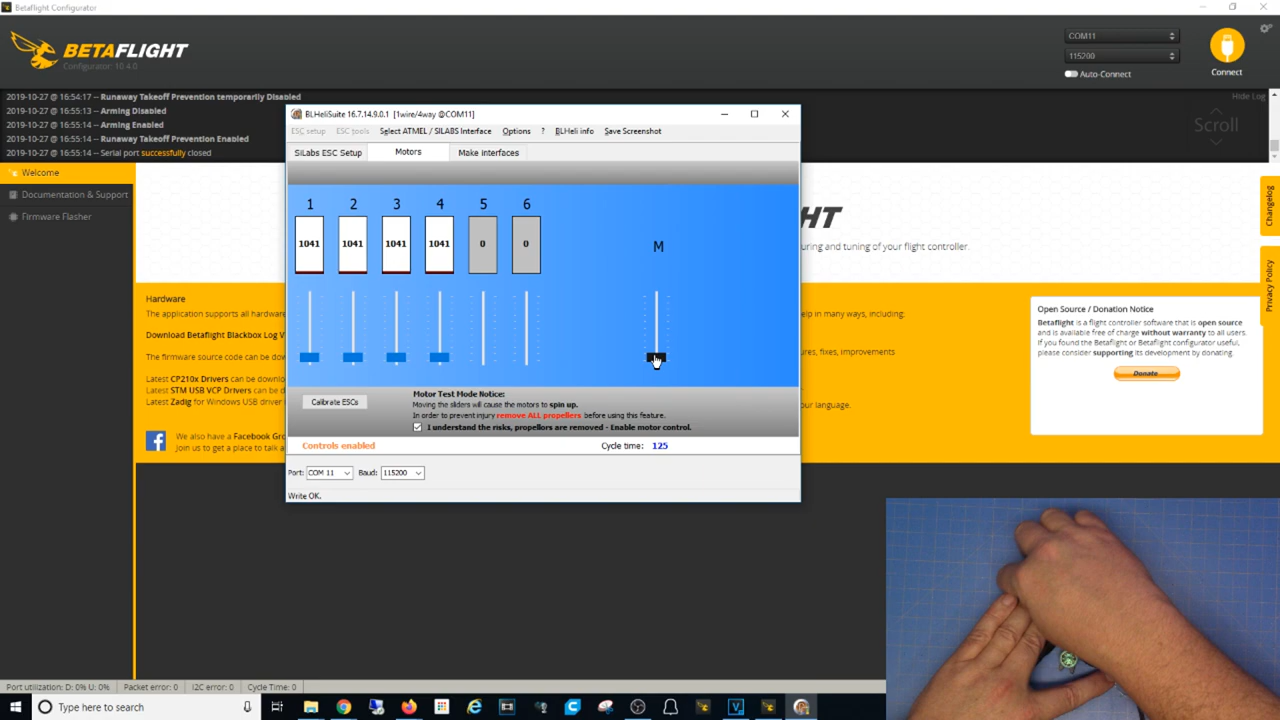 Betaflight Configurator
BETAFLIGHT
Configurator: 10.4.0
COM11
115200
Auto-Connect
Connect
2019-10-27 @ 16:54:17 -- Runaway Takeoff Prevention temporarily Disabled
2019-10-27 @ 16:55:13 -- Arming Disabled
2019-10-27 @ 16:55:14 -- Arming Enabled
2019-10-27 @ 16:55:14 -- Runaway Takeoff Prevention Enabled
2019-10-27 @ 16:55:14 -- Serial port successfully closed
Hide Log
Scroll
Welcome
Documentation & Support
Firmware Flasher
BLHeliSuite 16.7.14.9.0.1 [1wire/4way @COM11]
ESC setup ESC tools Select ATMEL / SILABS Interface Options ? BLHeli info Save Screenshot
SiLabs ESC Setup Motors Make interfaces
1 2 3 4 5 6
1041 1041 1041 1041 0 0
M
Calibrate ESCs
Motor Test Mode Notice:
Moving the sliders will cause the motors to spin up.
In order to prevent injury remove ALL propellers before using this feature.
I understand the risks, propellers are removed - Enable motor control.
Controls enabled
Cycle time: 125
Port: COM 11 Baud: 115200
Write OK.
HT
uring and tuning of your flight controller.
Hardware
The application supports all hardware
Download Betaflight Blackbox Log V
The firmware source code can be dow
Latest CP210x Drivers can be downlo
Latest STM USB VCP Drivers can be d
Latest Zadig for Windows USB driver
We also have a Facebook Gro
Join us to get a place to talk a
elp in many ways, including:
ures, fixes, improvements
our language.
Open Source / Donation Notice
Betaflight is a flight controller software that is open source
and is available free of charge without warranty to all users.
If you found the Betaflight or Betaflight configurator useful,
please consider supporting its development by donating.
Donate
Changelog
Privacy Policy
Port utilization: D: 0% U: 0% Packet error: 0 I2C error: 0 Cycle Time: 0
Type here to search